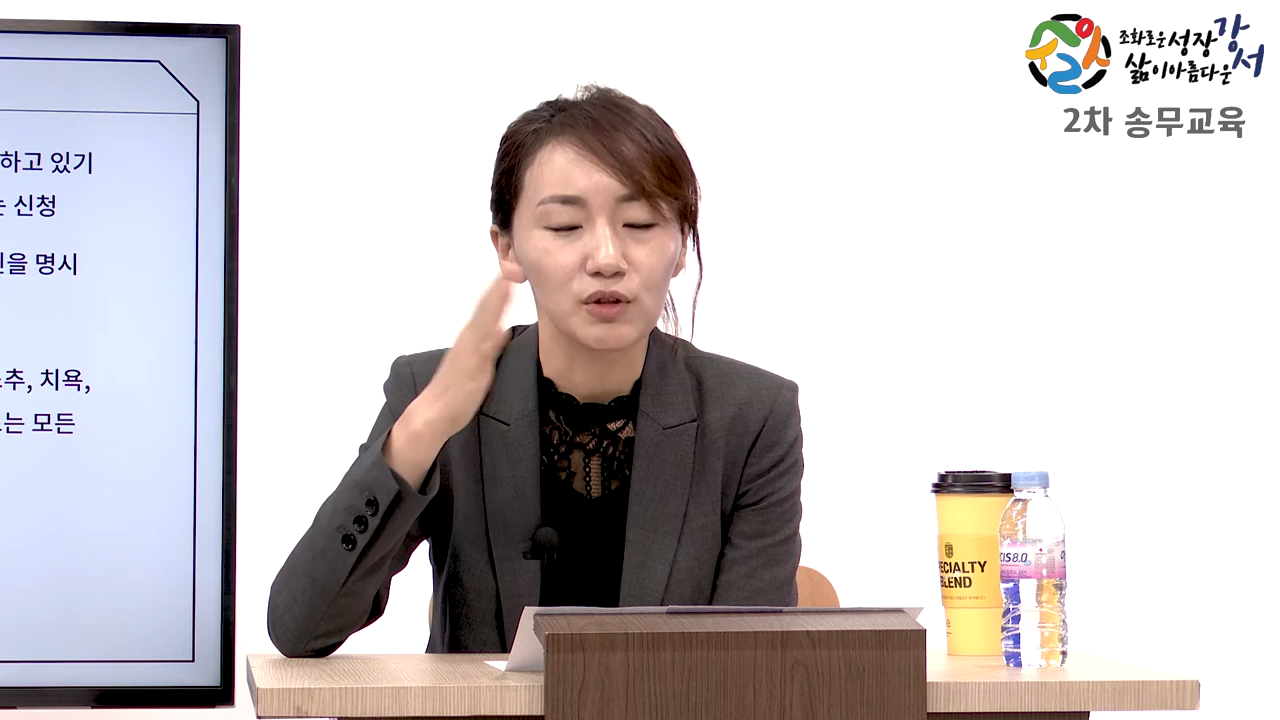 하고 있기
는 신청
을 명시
추, 치욕,
는 모든
조화로운 성장 강서
삶이 아름다운
2차 송무교육
ECIALTY
BLEND
CIS 8.0